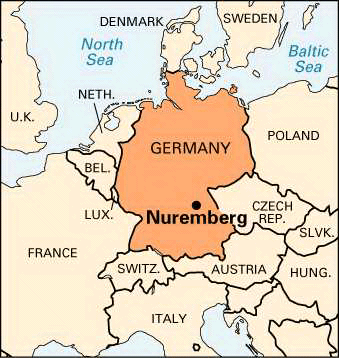 DENMARK
SWEDEN
North
Sea
Baltic
Sea
NETH.
U.K.
GERMANY
POLAND
BEL.
LUX.
Nuremberg
CZECH
REP.
SLVK.
FRANCE
SWITZ.
AUSTRIA
HUNG.
ITALY